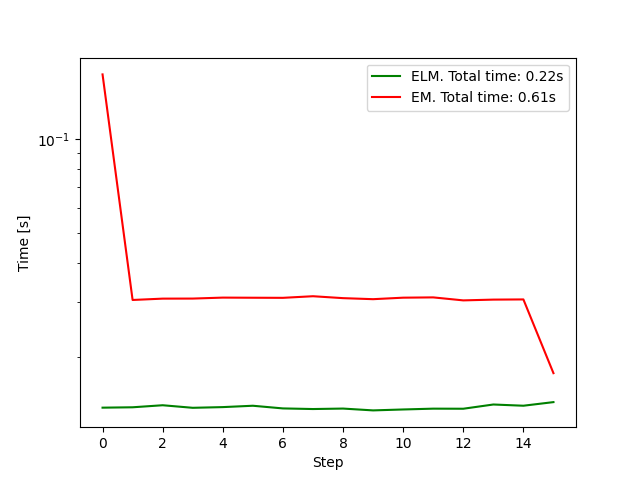 ELM. Total time: 0.22s
EM. Total time: 0.61s
10⁻¹
Time [s]
0 2 4 6 8 10 12 14
Step